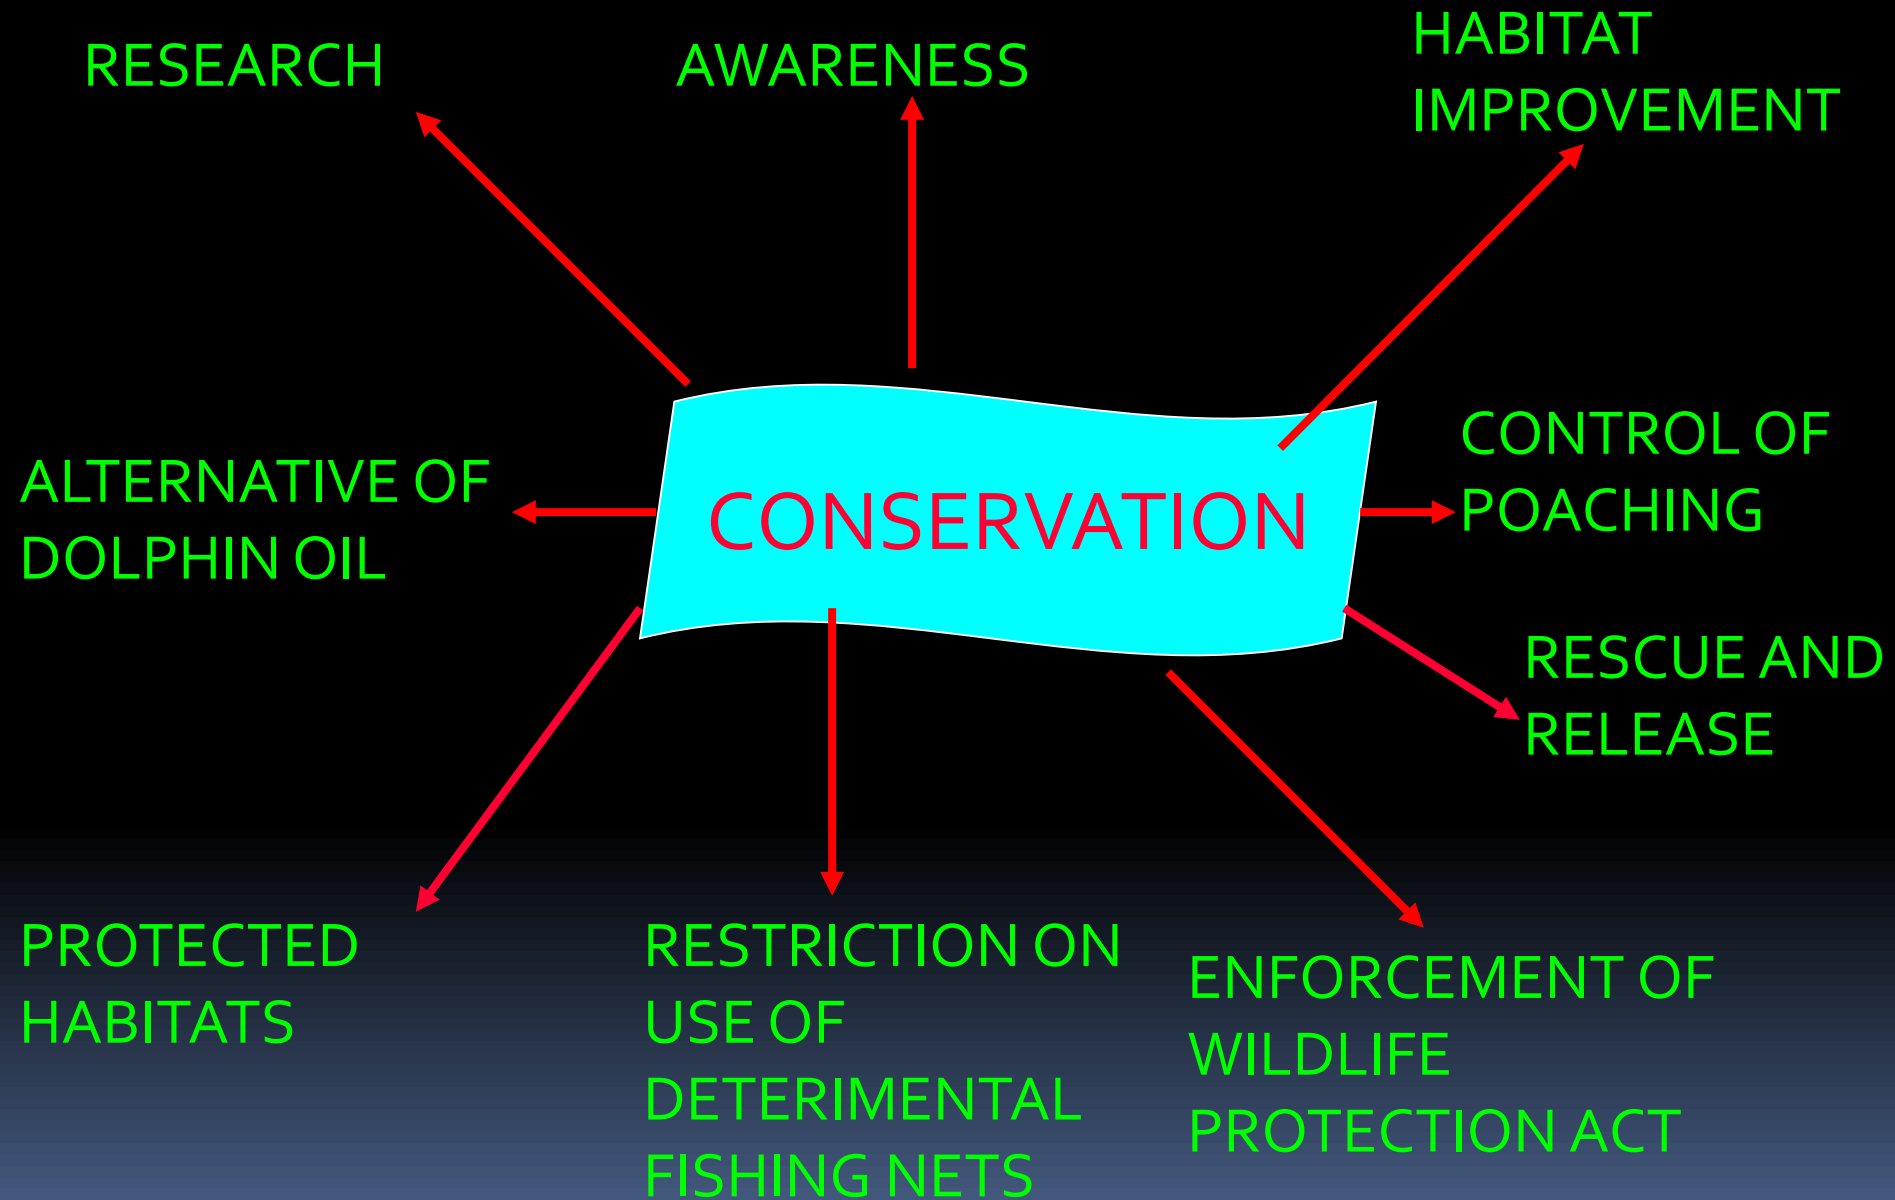 RESEARCH
AWARENESS
HABITAT
IMPROVEMENT
ALTERNATIVE OF
DOLPHIN OIL
CONSERVATION
CONTROL OF
POACHING
RESCUE AND
RELEASE
PROTECTED
HABITATS
RESTRICTION ON
USE OF
DETERIMENTAL
FISHING NETS
ENFORCEMENT OF
WILDLIFE
PROTECTION ACT